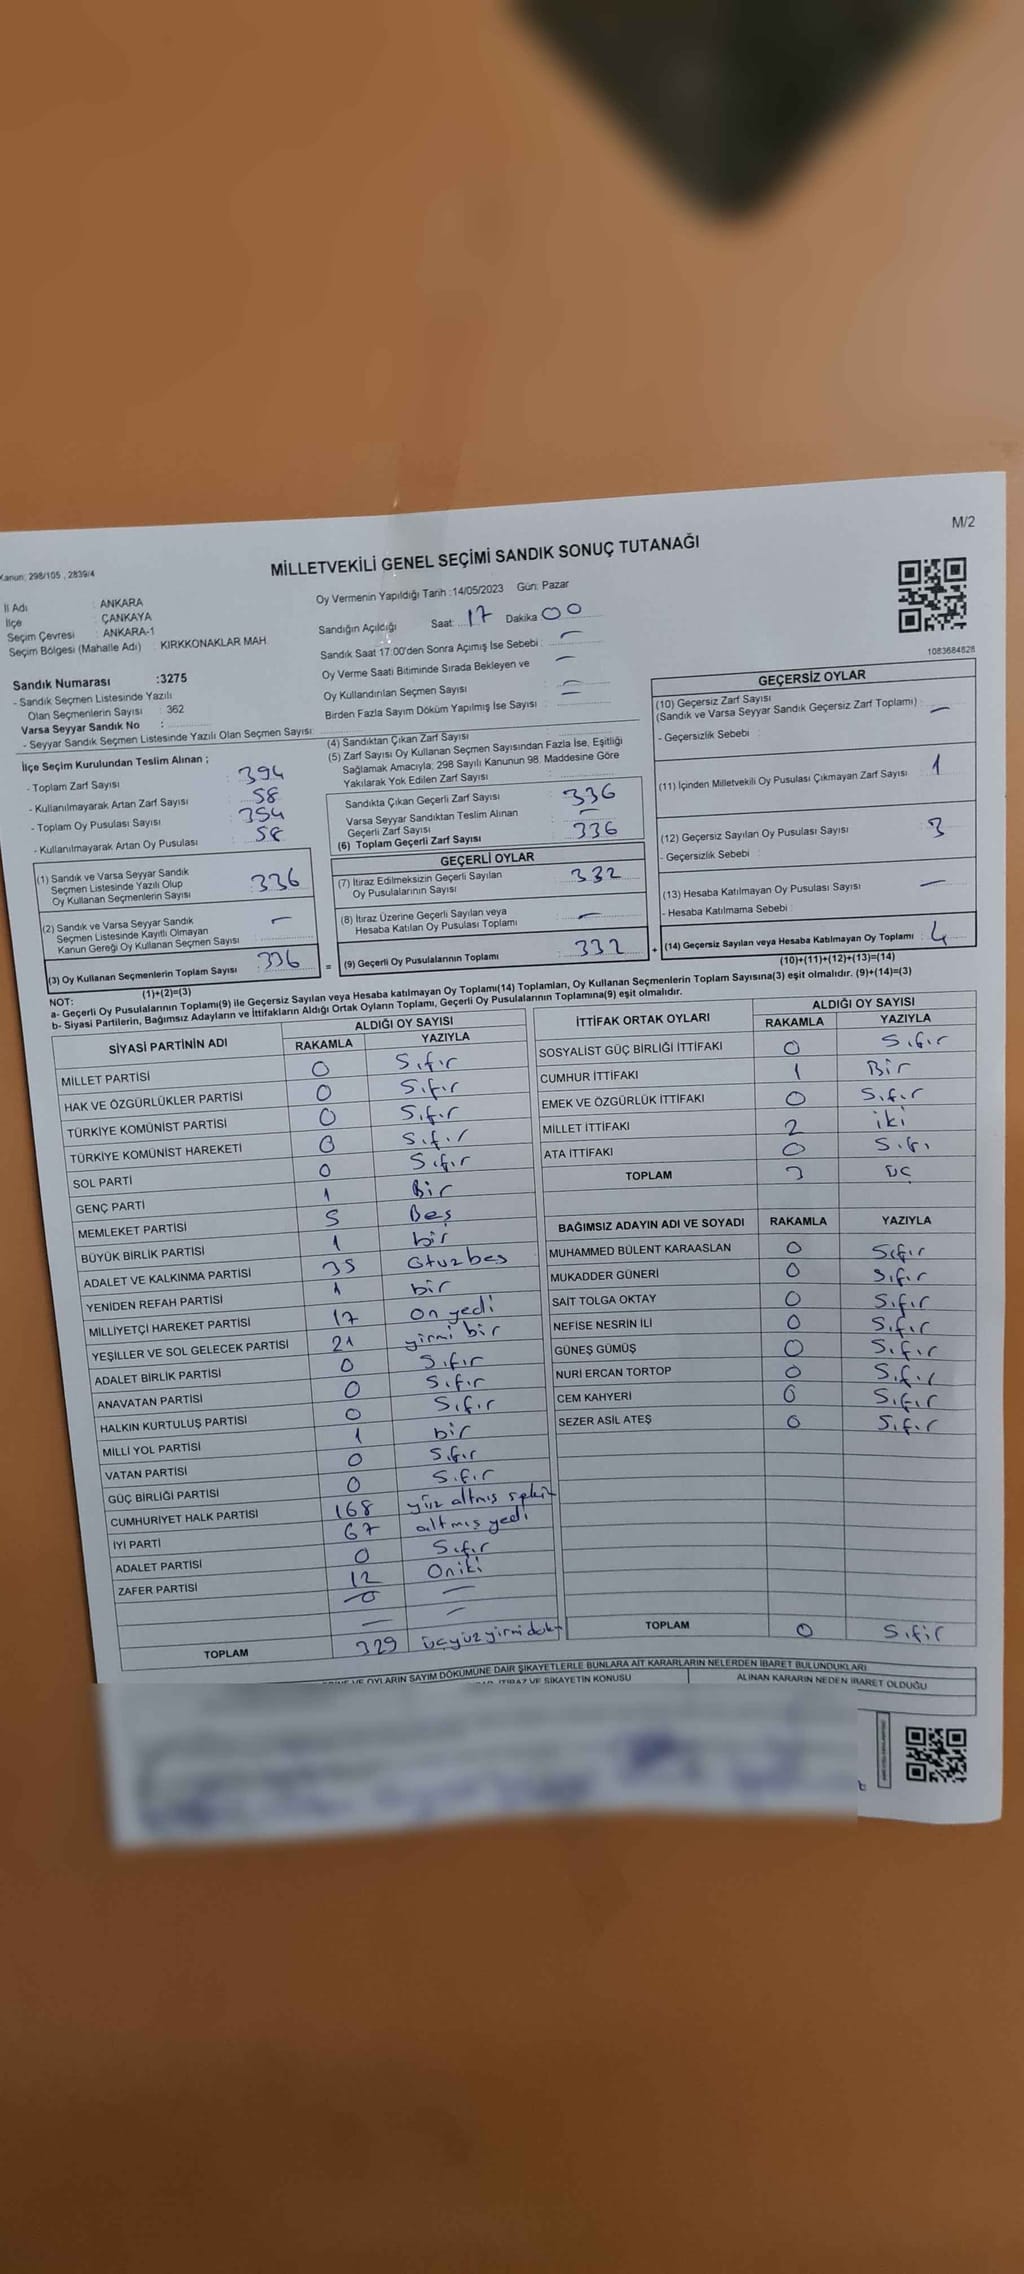 M/2
Kanun: 298/105 , 2839/4
MİLLETVEKİLİ GENEL SEÇİMİ SANDIK SONUÇ TUTANAĞI
İl Adı : ANKARA
İlçe : ÇANKAYA
Seçim Çevresi : ANKARA-1
Seçim Bölgesi (Mahalle Adı) : KIRKKONAKLAR MAH.
Sandık Numarası :3275
- Sandık Seçmen Listesinde Yazılı
Olan Seçmenlerin Sayısı : 362
Varsa Seyyar Sandık No :
- Seyyar Sandık Seçmen Listesinde Yazılı Olan Seçmen Sayısı:
Oy Vermenin Yapıldığı Tarih :14/05/2023 Gün: Pazar
Sandığın Açıldığı Saat: 17 Dakika 00
Sandık Saat 17:00'den Sonra Açımış İse Sebebi : –
Oy Verme Saati Bitiminde Sırada Bekleyen ve
Oy Kullandırılan Seçmen Sayısı –
Birden Fazla Sayım Döküm Yapılmış İse Sayısı :
1083684828
İlçe Seçim Kurulundan Teslim Alınan ;
- Toplam Zarf Sayısı : 394
- Kullanılmayarak Artan Zarf Sayısı : 58
- Toplam Oy Pusulası Sayısı : 394
- Kullanılmayarak Artan Oy Pusulası : 58
(1) Sandık ve Varsa Seyyar Sandık
Seçmen Listesinde Yazılı Olup
Oy Kullanan Seçmenlerin Sayısı 336
(2) Sandık ve Varsa Seyyar Sandık
Seçmen Listesinde Kayıtlı Olmayan
Kanun Gereği Oy Kullanan Seçmen Sayısı –
(3) Oy Kullanan Seçmenlerin Toplam Sayısı 336
(1)+(2)=(3)
(4) Sandıktan Çıkan Zarf Sayısı
(5) Zarf Sayısı Oy Kullanan Seçmen Sayısından Fazla İse, Eşitliği
Sağlamak Amacıyla; 298 Sayılı Kanunun 98. Maddesine Göre
Yakılarak Yok Edilen Zarf Sayısı
Sandıkta Çıkan Geçerli Zarf Sayısı 336
Varsa Seyyar Sandıktan Teslim Alınan
Geçerli Zarf Sayısı –
(6) Toplam Geçerli Zarf Sayısı 336
GEÇERLİ OYLAR
(7) İtiraz Edilmeksizin Geçerli Sayılan
Oy Pusulalarının Sayısı 332
(8) İtiraz Üzerine Geçerli Sayılan veya
Hesaba Katılan Oy Pusulası Toplamı –
= (9) Geçerli Oy Pusulalarının Toplamı 332 +
GEÇERSİZ OYLAR
(10) Geçersiz Zarf Sayısı
(Sandık ve Varsa Seyyar Sandık Geçersiz Zarf Toplamı) : –
- Geçersizlik Sebebi :
(11) İçinden Milletvekili Oy Pusulası Çıkmayan Zarf Sayısı : 1
(12) Geçersiz Sayılan Oy Pusulası Sayısı : 3
- Geçersizlik Sebebi :
(13) Hesaba Katılmayan Oy Pusulası Sayısı : –
- Hesaba Katılmama Sebebi :
(14) Geçersiz Sayılan veya Hesaba Katılmayan Oy Toplamı : 4
(10)+(11)+(12)+(13)=(14)
NOT:
a- Geçerli Oy Pusulalarının Toplamı(9) ile Geçersiz Sayılan veya Hesaba katılmayan Oy Toplamı(14) Toplamları, Oy Kullanan Seçmenlerin Toplam Sayısına(3) eşit olmalıdır. (9)+(14)=(3)
b- Siyasi Partilerin, Bağımsız Adayların ve İttifakların Aldığı Ortak Oyların Toplamı, Geçerli Oy Pusulalarının Toplamına(9) eşit olmalıdır.
SİYASİ PARTİNİN ADI ALDIĞI OY SAYISI
RAKAMLA YAZIYLA
MİLLET PARTİSİ 0 Sıfır
HAK VE ÖZGÜRLÜKLER PARTİSİ 0 Sıfır
TÜRKİYE KOMÜNİST PARTİSİ 0 Sıfır
TÜRKİYE KOMÜNİST HAREKETİ 0 Sıfır
SOL PARTİ 0 Sıfır
GENÇ PARTİ 1 Bir
MEMLEKET PARTİSİ 5 Beş
BÜYÜK BİRLİK PARTİSİ 1 bir
ADALET VE KALKINMA PARTİSİ 35 Otuzbeş
YENİDEN REFAH PARTİSİ 1 bir
MİLLİYETÇİ HAREKET PARTİSİ 17 on yedi
YEŞİLLER VE SOL GELECEK PARTİSİ 21 yirmi bir
ADALET BİRLİK PARTİSİ 0 Sıfır
ANAVATAN PARTİSİ 0 Sıfır
HALKIN KURTULUŞ PARTİSİ 0 Sıfır
MİLLİ YOL PARTİSİ 1 bir
VATAN PARTİSİ 0 Sıfır
GÜÇ BİRLİĞİ PARTİSİ 0 Sıfır
CUMHURİYET HALK PARTİSİ 168 yüz altmış sekiz
İYİ PARTİ 67 altmış yedi
ADALET PARTİSİ 0 Sıfır
ZAFER PARTİSİ 12 Oniki
TOPLAM 329 üçyüzyirmidokuz
İTTİFAK ORTAK OYLARI ALDIĞI OY SAYISI
RAKAMLA YAZIYLA
SOSYALİST GÜÇ BİRLİĞİ İTTİFAKI 0 Sıfır
CUMHUR İTTİFAKI 1 Bir
EMEK VE ÖZGÜRLÜK İTTİFAKI 0 Sıfır
MİLLET İTTİFAKI 2 iki
ATA İTTİFAKI 0 Sıfır
TOPLAM 3 üç
BAĞIMSIZ ADAYIN ADI VE SOYADI RAKAMLA YAZIYLA
MUHAMMED BÜLENT KARAASLAN 0 Sıfır
MUKADDER GÜNERİ 0 Sıfır
SAİT TOLGA OKTAY 0 Sıfır
NEFİSE NESRİN İLİ 0 Sıfır
GÜNEŞ GÜMÜŞ 0 Sıfır
NURİ ERCAN TORTOP 0 Sıfır
CEM KAHYERİ 0 Sıfır
SEZER ASİL ATEŞ 0 Sıfır
TOPLAM 0 Sıfır
VE OYLARIN SAYIM DÖKÜMÜNE DAİR ŞİKAYETLERLE BUNLARA AİT KARARLARIN NELERDEN İBARET BULUNDUKLARI
İTİRAZ VE ŞİKAYETİN KONUSU ALINAN KARARIN NEDEN İBARET OLDUĞU